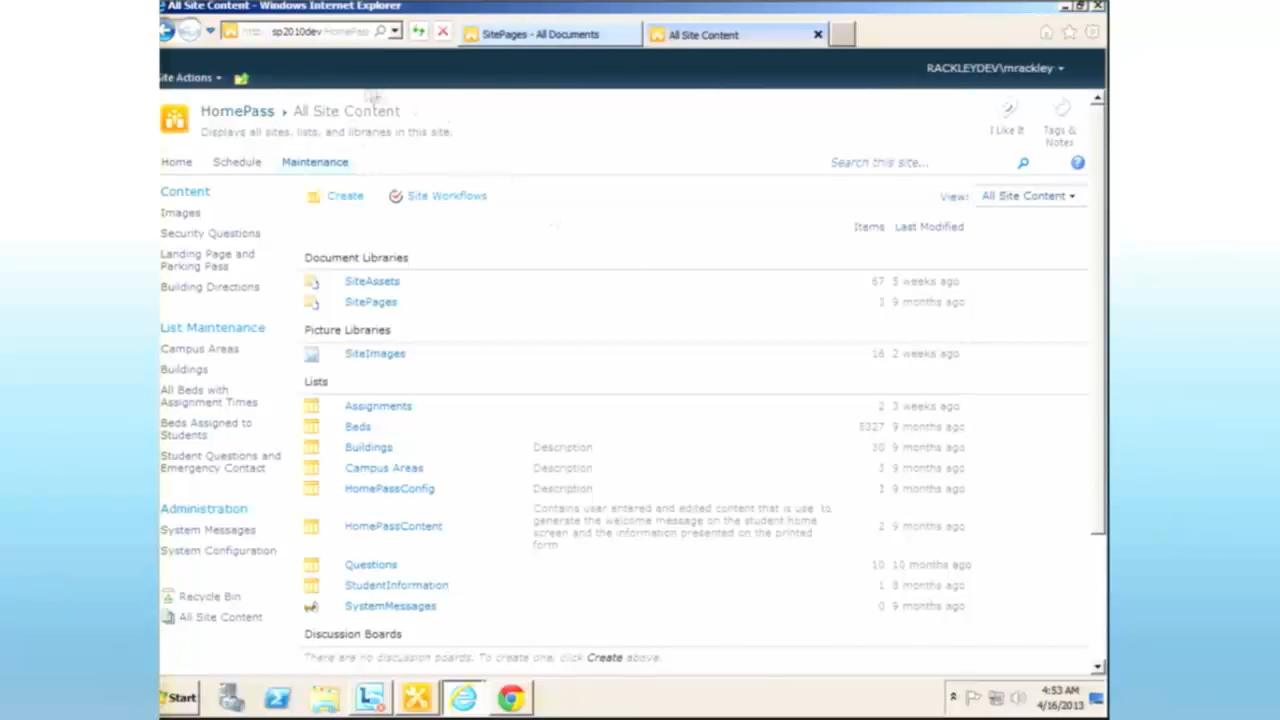 All Site Content - Windows Internet Explorer
sp2010dev/HomePas
SitePages - All Documents
All Site Content
Site Actions
RACKLEYDEV\mrackley
HomePass › All Site Content
Displays all sites, lists, and libraries in this site.
I Like It
Tags & Notes
Home
Schedule
Maintenance
Search this site...
Content
Images
Security Questions
Landing Page and
Parking Pass
Building Directions
List Maintenance
Campus Areas
Buildings
All Beds with
Assignment Times
Beds Assigned to
Students
Student Questions and
Emergency Contact
Administration
System Messages
System Configuration
Recycle Bin
All Site Content
Create
Site Workflows
View: All Site Content
Items Last Modified
Document Libraries
SiteAssets 67 5 weeks ago
SitePages 9 months ago
Picture Libraries
SiteImages 16 2 weeks ago
Lists
Assignments 2 3 weeks ago
Beds 9 months ago
Buildings Description 30 9 months ago
Campus Areas Description 9 months ago
HomePassConfig Description 9 months ago
HomePassContent
Contains user entered and edited content that is use to
generate the welcome message on the student home
screen and the information presented on the printed
form
2 9 months ago
Questions 10 10 months ago
StudentInformation 1 8 months ago
SystemMessages 0 9 months ago
Discussion Boards
There are no discussion boards. To create one, click Create above.
Start
4:53 AM
4/16/2013